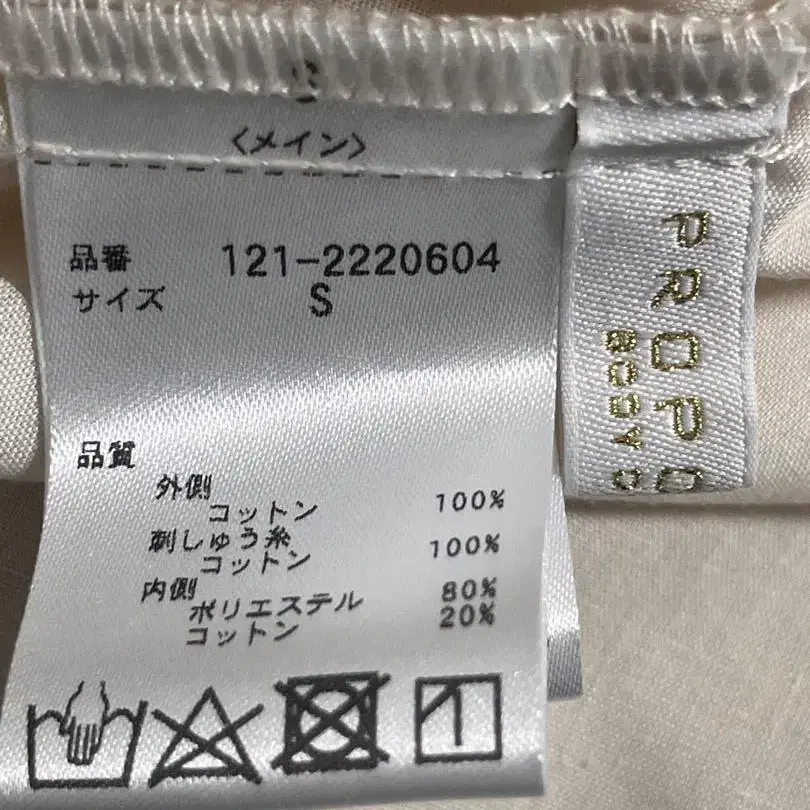 〈メイン〉
品番 121-2220604
サイズ S
品質
外側
コットン 100%
刺しゅう糸
コットン 100%
内側
ポリエステル 80%
コットン 20%
PROPO